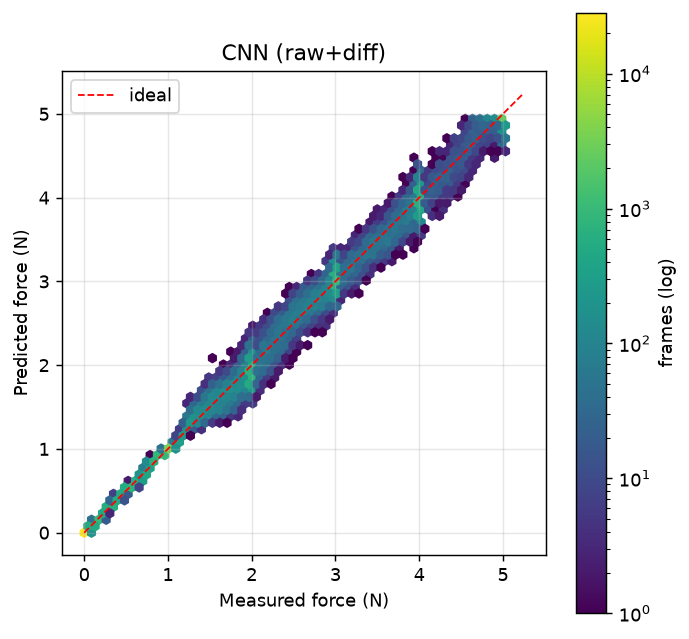 CNN (raw+diff)
ideal
Predicted force (N)
5
4
3
2
1
0
0 1 2 3 4 5
Measured force (N)
10^4
10^3
10^2
10^1
10^0
frames (log)